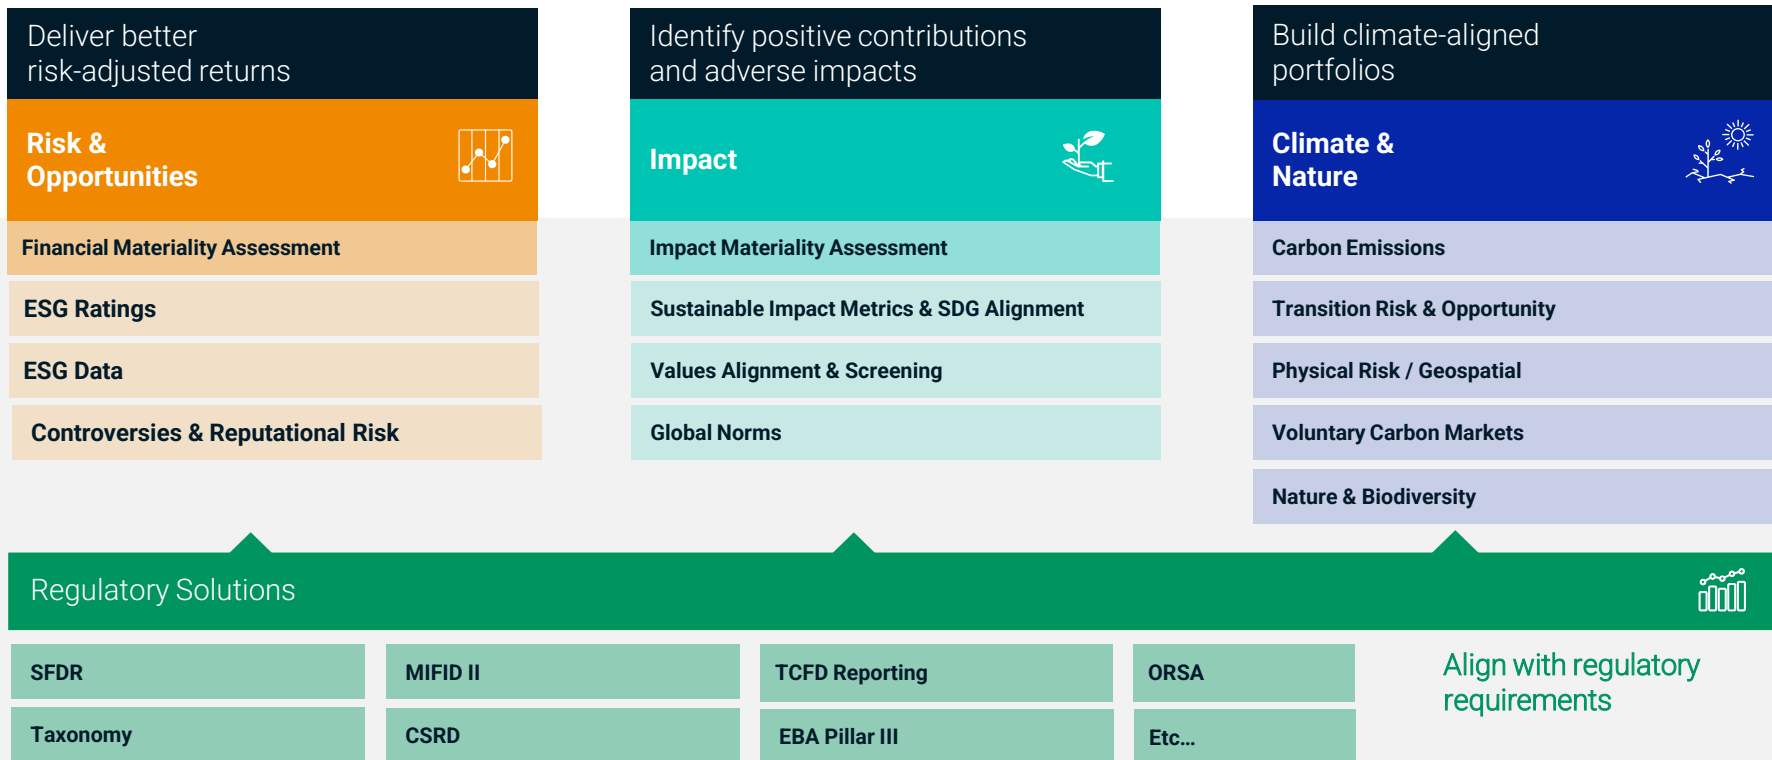 Deliver better
risk-adjusted returns
Risk &
Opportunities
Financial Materiality Assessment
ESG Ratings
ESG Data
Controversies & Reputational Risk
Identify positive contributions
and adverse impacts
Impact
Impact Materiality Assessment
Sustainable Impact Metrics & SDG Alignment
Values Alignment & Screening
Global Norms
Build climate-aligned
portfolios
Climate &
Nature
Carbon Emissions
Transition Risk & Opportunity
Physical Risk / Geospatial
Voluntary Carbon Markets
Nature & Biodiversity
Regulatory Solutions
SFDR
MIFID II
TCFD Reporting
ORSA
Taxonomy
CSRD
EBA Pillar III
Etc...
Align with regulatory
requirements